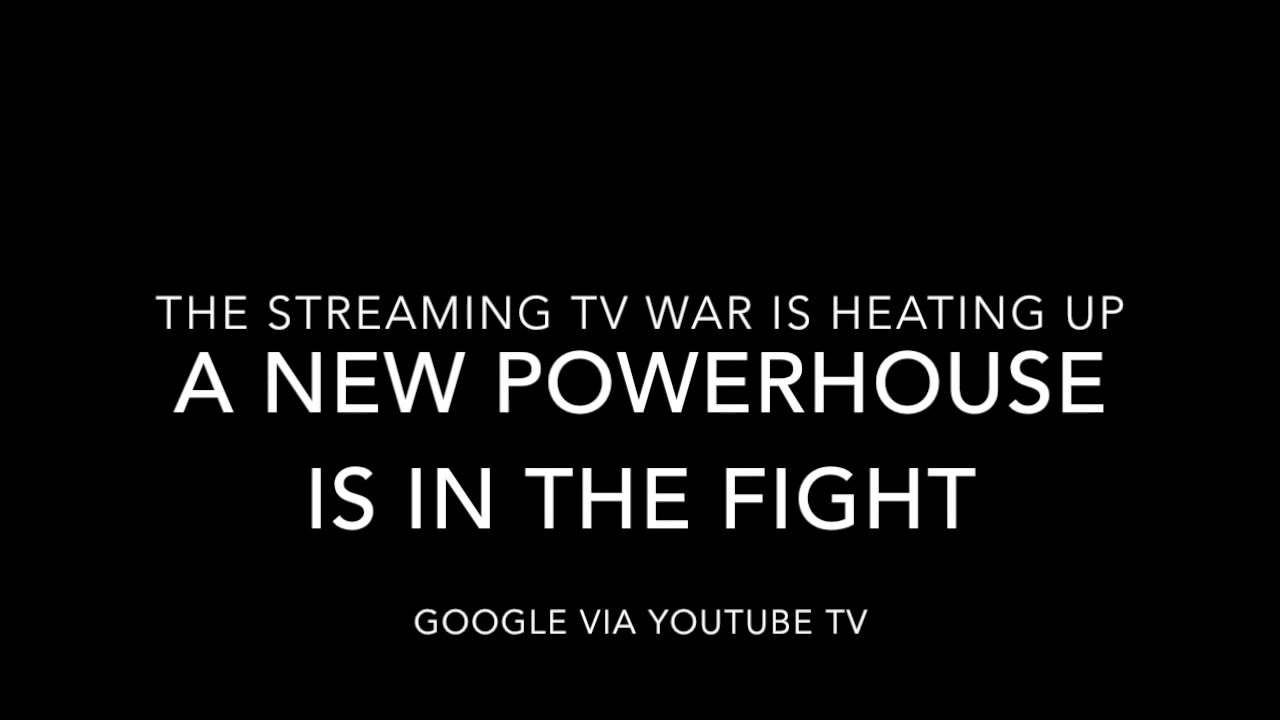 THE STREAMING TV WAR IS HEATING UP
A NEW POWERHOUSE
IS IN THE FIGHT
GOOGLE VIA YOUTUBE TV